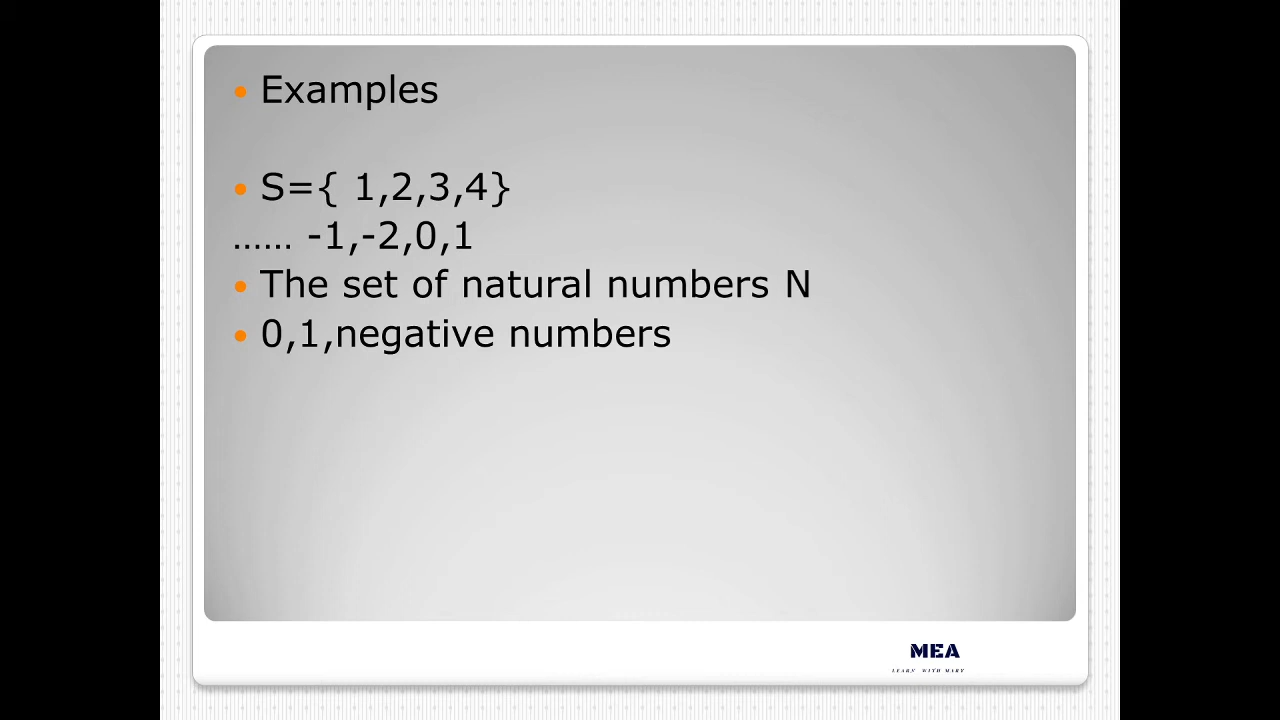 Examples
S={ 1,2,3,4}
…… -1,-2,0,1
The set of natural numbers N
0,1,negative numbers
MEA
LEARN WITH MARY